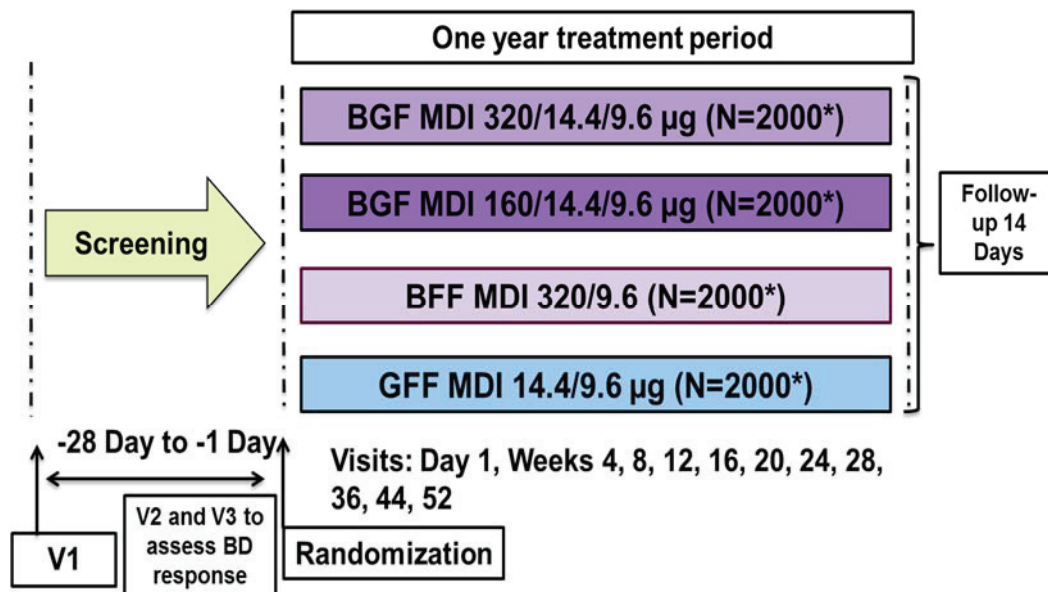 One year treatment period
BGF MDI 320/14.4/9.6 µg (N=2000*)
BGF MDI 160/14.4/9.6 µg (N=2000*)
BFF MDI 320/9.6 (N=2000*)
GFF MDI 14.4/9.6 µg (N=2000*)
Screening
Follow-
up 14
Days
-28 Day to -1 Day
Visits: Day 1, Weeks 4, 8, 12, 16, 20, 24, 28,
36, 44, 52
V1
V2 and V3 to
assess BD
response
Randomization